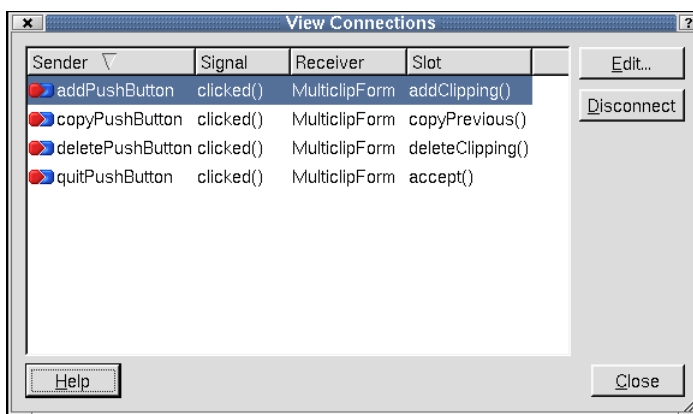 View Connections ?
Sender Signal Receiver Slot
addPushButton clicked() MulticlipForm addClipping()
copyPushButton clicked() MulticlipForm copyPrevious()
deletePushButton clicked() MulticlipForm deleteClipping()
quitPushButton clicked() MulticlipForm accept()
Edit...
Disconnect
Help
Close